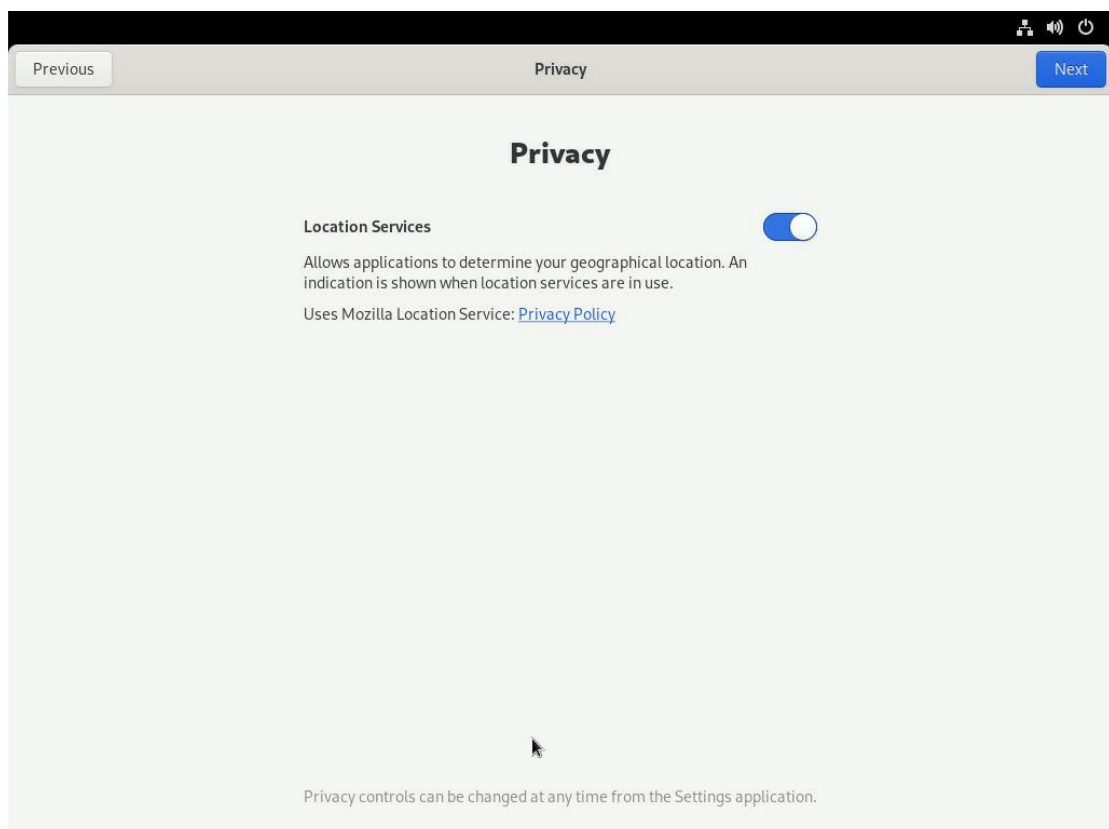 Previous
Privacy
Next
Privacy
Location Services
Allows applications to determine your geographical location. An
indication is shown when location services are in use.
Uses Mozilla Location Service: Privacy Policy
Privacy controls can be changed at any time from the Settings application.